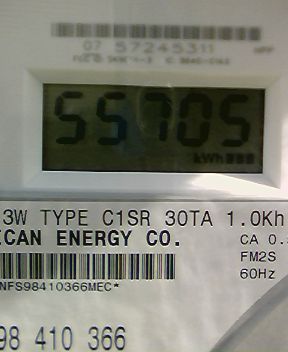 07 57245311
55705
kWh
3W TYPE C1SR 30TA 1.0Kh
ICAN ENERGY CO.
CA 0.
FM2S
NFS98410366MEC*
60Hz
98 410 366